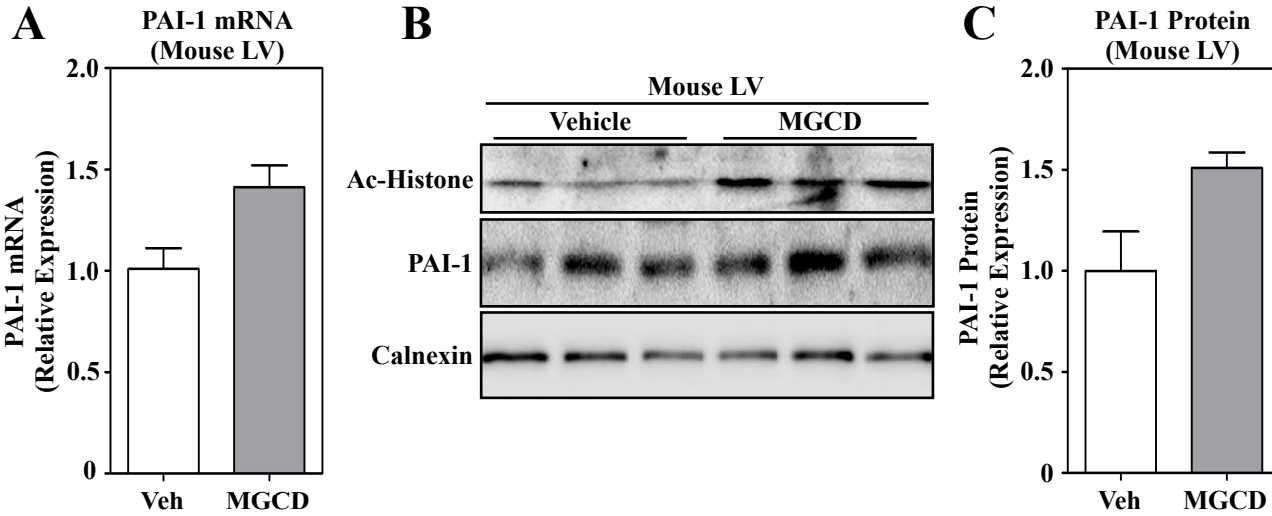 A
PAI-1 mRNA
(Mouse LV)
PAI-1 mRNA
(Relative Expression)
2.0
1.5
1.0
0.5
0
Veh
MGCD
B
Mouse LV
Vehicle
MGCD
Ac-Histone
PAI-1
Calnexin
C
PAI-1 Protein
(Mouse LV)
PAI-1 Protein
(Relative Expression)
2.0
1.5
1.0
0.5
0
Veh
MGCD